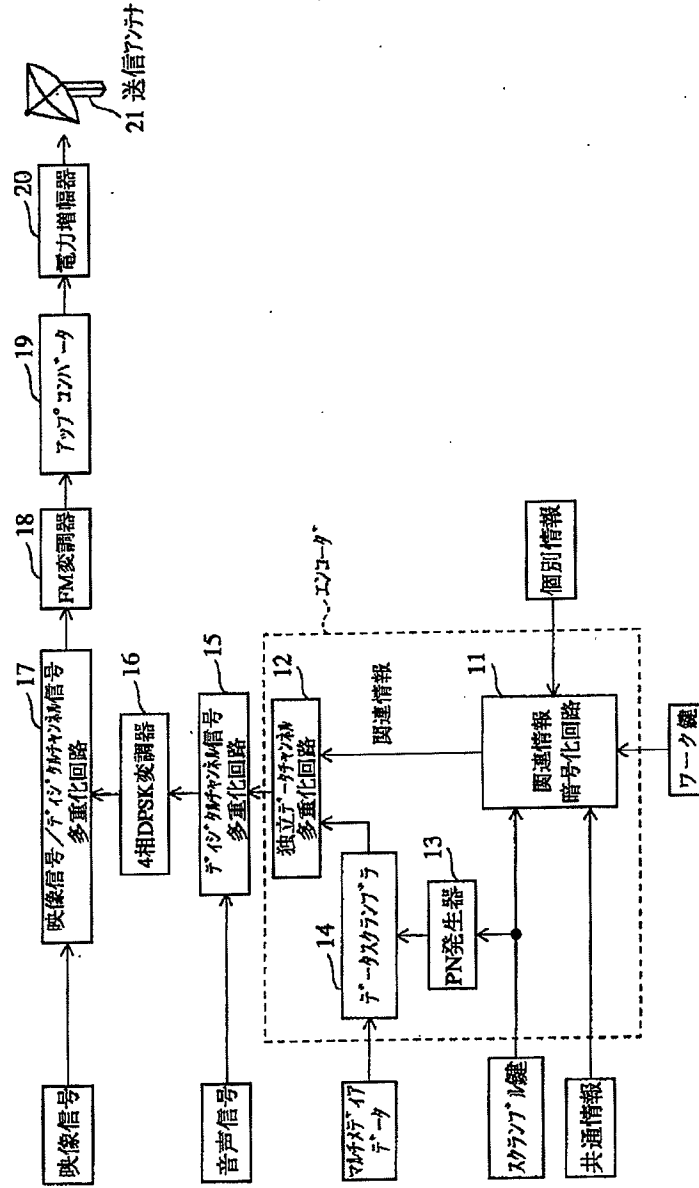 映像信号
17
映像信号／ディジタルチャンネル信号
多重化回路
18
FM変調器
19
アップコンバータ
20
電力増幅器
21 送信アンテナ
16
4相DPSK変調器
音声信号
15
ディジタルチャンネル信号
多重化回路
エンコーダ
12
独立データチャンネル
多重化回路
関連情報
マルチメディア
データ
14
データスクランブラ
13
PN発生器
11
関連情報
暗号化回路
個別情報
スクランブル鍵
共通情報
ワーク鍵